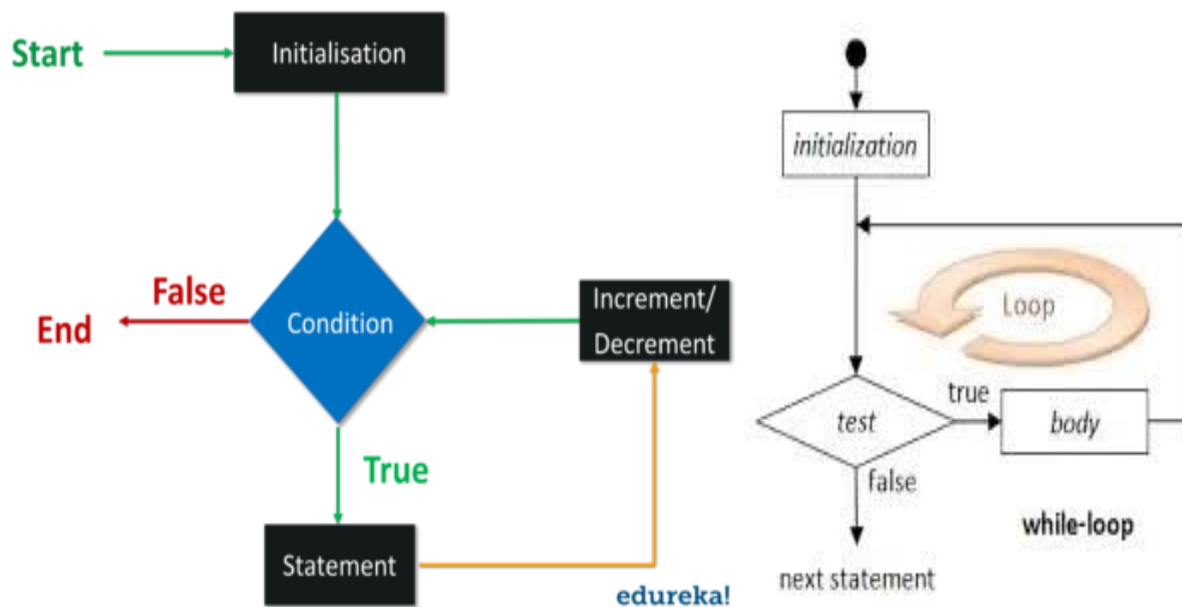 Start
Initialisation
False
End
Condition
Increment/
Decrement
True
Statement
edureka!
initialization
Loop
test
true
body
false
while-loop
next statement